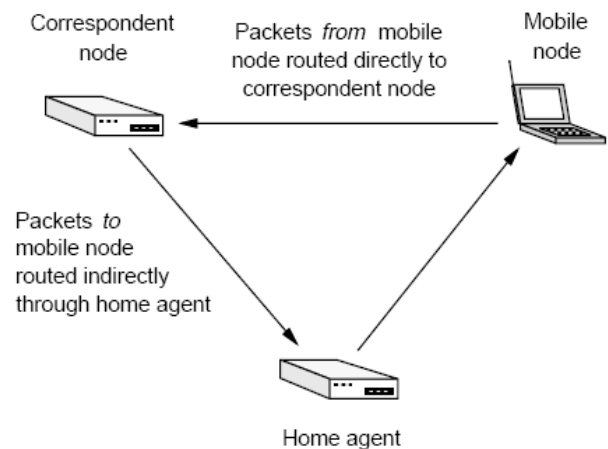 Correspondent
node
Packets from mobile
node routed directly to
correspondent node
Mobile
node
Packets to
mobile node
routed indirectly
through home agent
Home agent